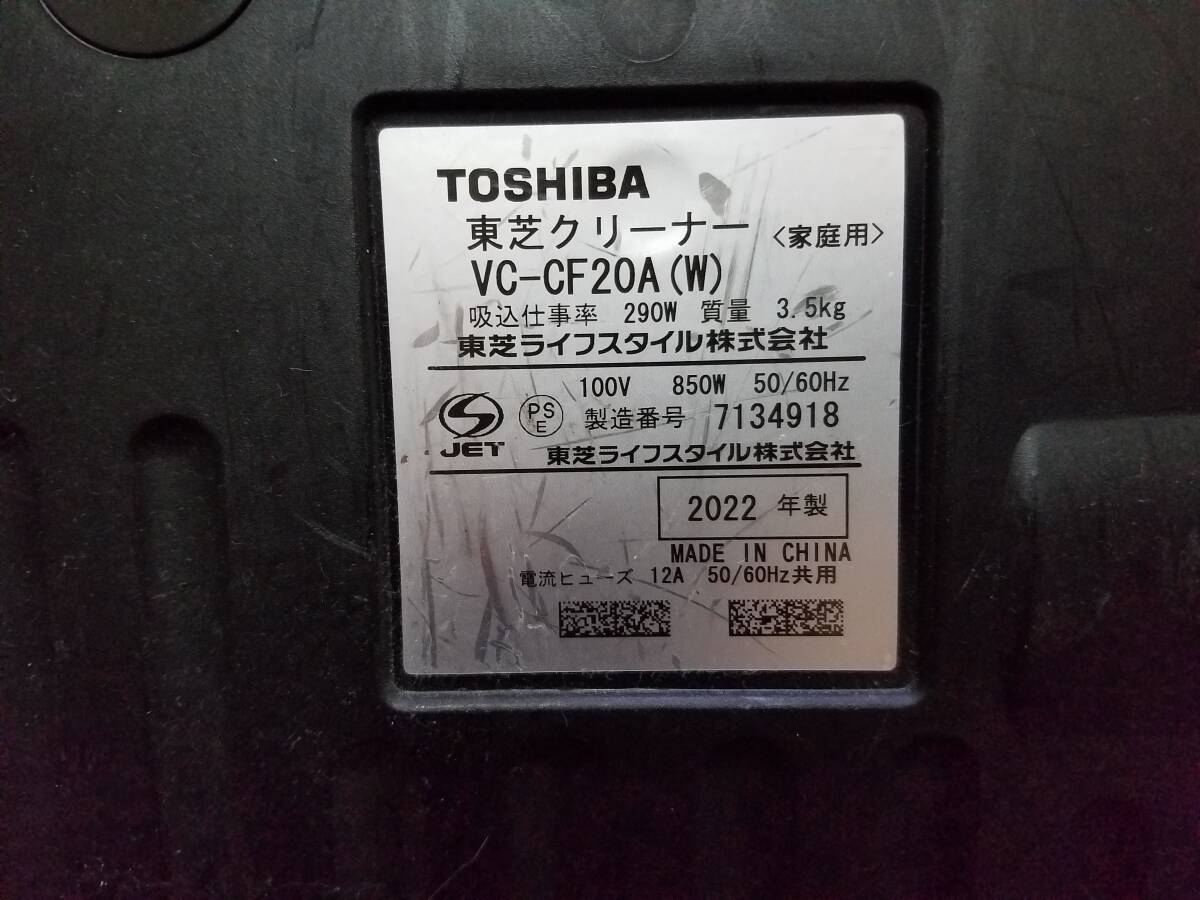 TOSHIBA
東芝クリーナー 〈家庭用〉
VC-CF20A(W)
吸込仕事率 290W 質量 3.5kg
東芝ライフスタイル株式会社
100V 850W 50/60Hz
JET PSE 製造番号 7134918
東芝ライフスタイル株式会社
2022 年製
MADE IN CHINA
電流ヒューズ 12A 50/60Hz共用